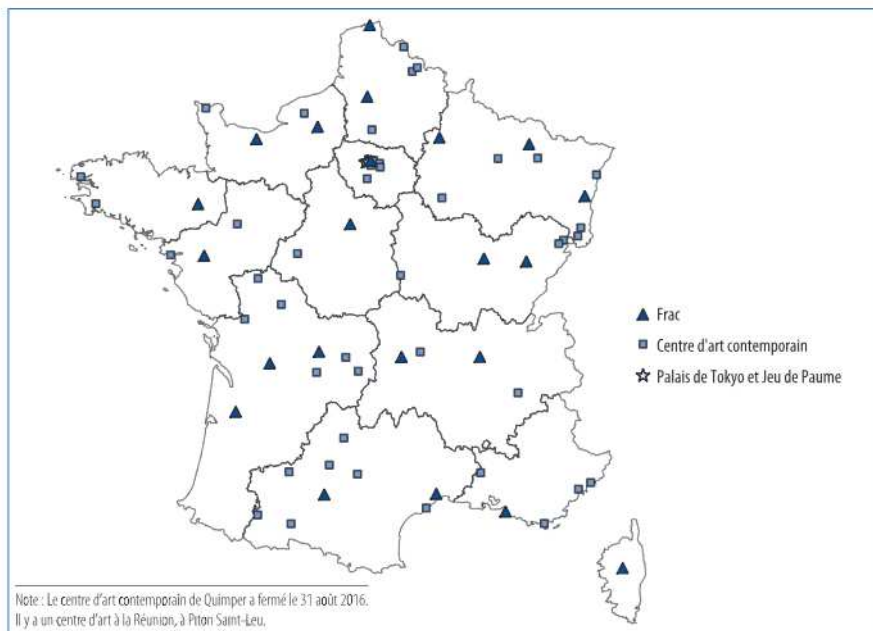 Frac
Centre d'art contemporain
Palais de Tokyo et Jeu de Paume
Note : Le centre d'art contemporain de Quimper a fermé le 31 août 2016.
Il y a un centre d'art à la Réunion, à Piton Saint-Leu.